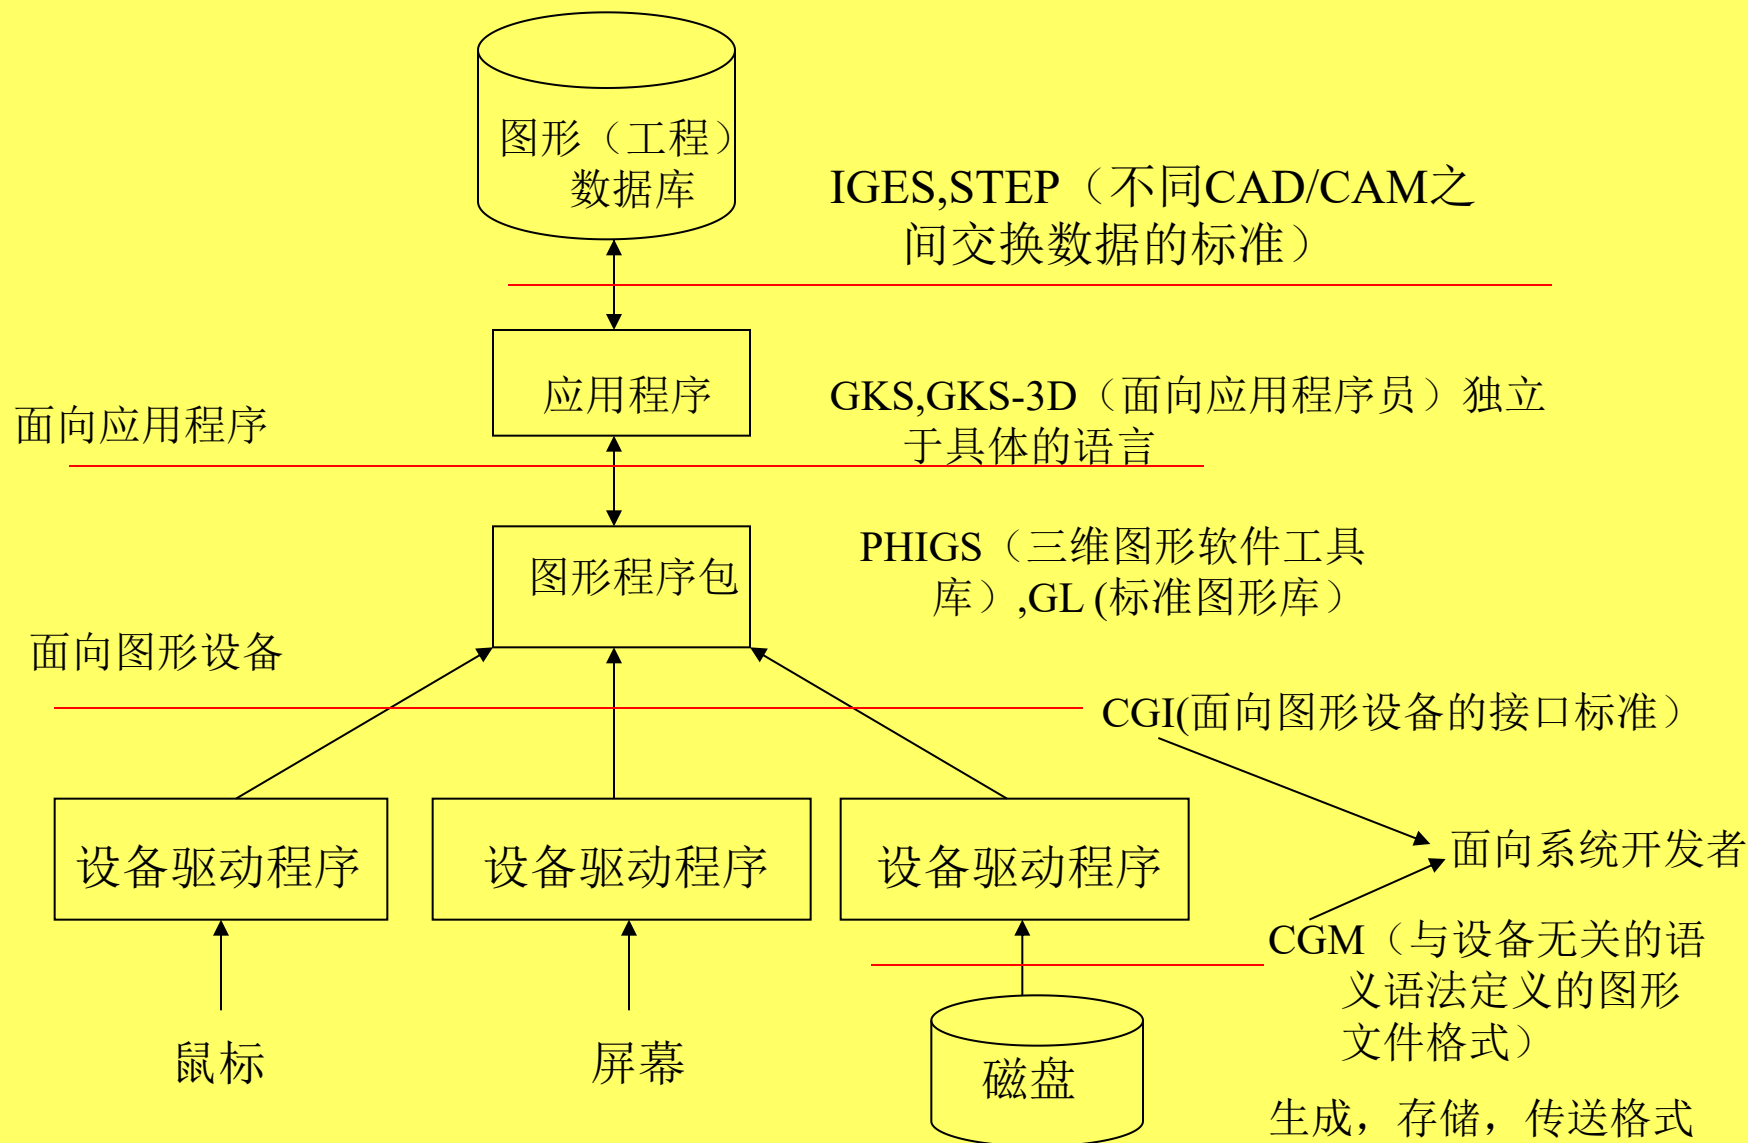 图形（工程）
数据库
IGES,STEP（不同CAD/CAM之
间交换数据的标准）
应用程序
GKS,GKS-3D（面向应用程序员）独立
于具体的语言
面向应用程序
图形程序包
PHIGS（三维图形软件工具
库）,GL (标准图形库）
面向图形设备
CGI(面向图形设备的接口标准）
设备驱动程序
设备驱动程序
设备驱动程序
面向系统开发者
CGM（与设备无关的语
义语法定义的图形
文件格式）
鼠标
屏幕
磁盘
生成，存储，传送格式